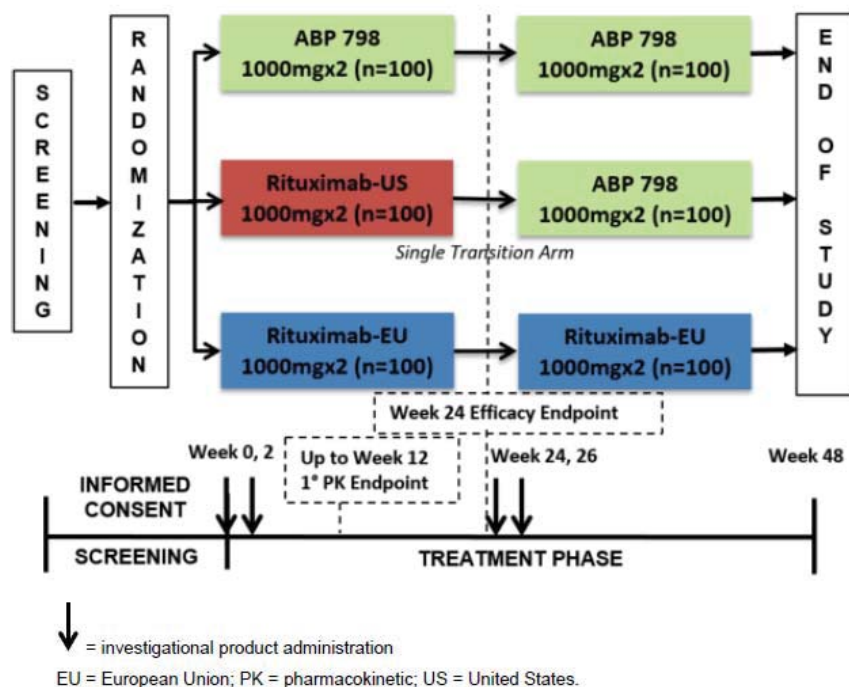 SCREENING
RANDOMIZATION
ABP 798
1000mgx2 (n=100)
ABP 798
1000mgx2 (n=100)
Rituximab-US
1000mgx2 (n=100)
ABP 798
1000mgx2 (n=100)
Single Transition Arm
Rituximab-EU
1000mgx2 (n=100)
Rituximab-EU
1000mgx2 (n=100)
END OF STUDY
Week 24 Efficacy Endpoint
Week 0, 2
Up to Week 12
1° PK Endpoint
Week 24, 26
Week 48
INFORMED
CONSENT
SCREENING
TREATMENT PHASE
= investigational product administration
EU = European Union; PK = pharmacokinetic; US = United States.